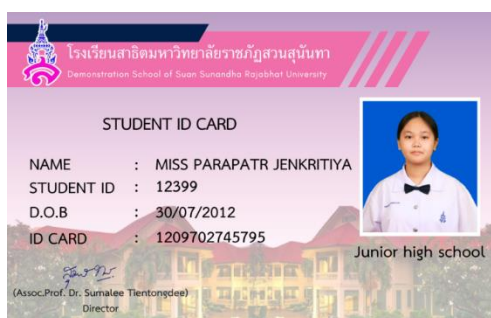 โรงเรียนสาธิตมหาวิทยาลัยราชภัฏสวนสุนันทา
Demonstration School of Suan Sunandha Rajabhat University
STUDENT ID CARD
NAME : MISS PARAPATR JENKRITIYA
STUDENT ID : 12399
D.O.B : 30/07/2012
ID CARD : 1209702745795
Junior high school
(Assoc.Prof. Dr. Sumalee Tientongdee)
Director